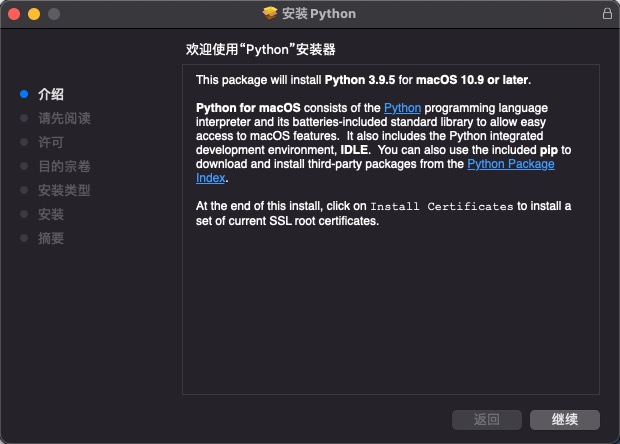 安装 Python
欢迎使用“Python”安装器
介绍
请先阅读
许可
目的宗卷
安装类型
安装
摘要
This package will install Python 3.9.5 for macOS 10.9 or later.
Python for macOS consists of the Python programming language
interpreter and its batteries-included standard library to allow easy
access to macOS features.  It also includes the Python integrated
development environment, IDLE.  You can also use the included pip to
download and install third-party packages from the Python Package
Index.
At the end of this install, click on Install Certificates to install a
set of current SSL root certificates.
返回
继续